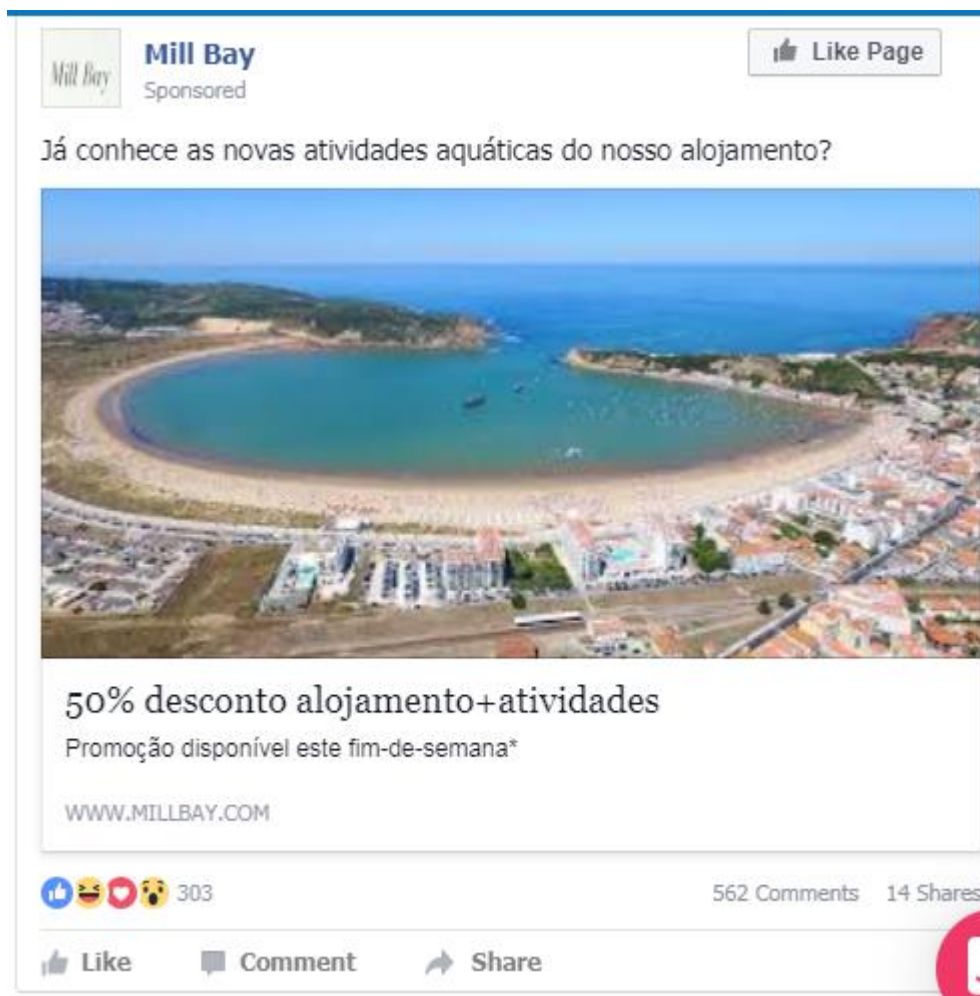 Mill Bay
Mill Bay
Like Page
Sponsored
Já conhece as novas atividades aquáticas do nosso alojamento?
50% desconto alojamento+atividades
Promoção disponível este fim-de-semana*
WWW.MILLBAY.COM
303 562 Comments 14 Shares
Like Comment Share